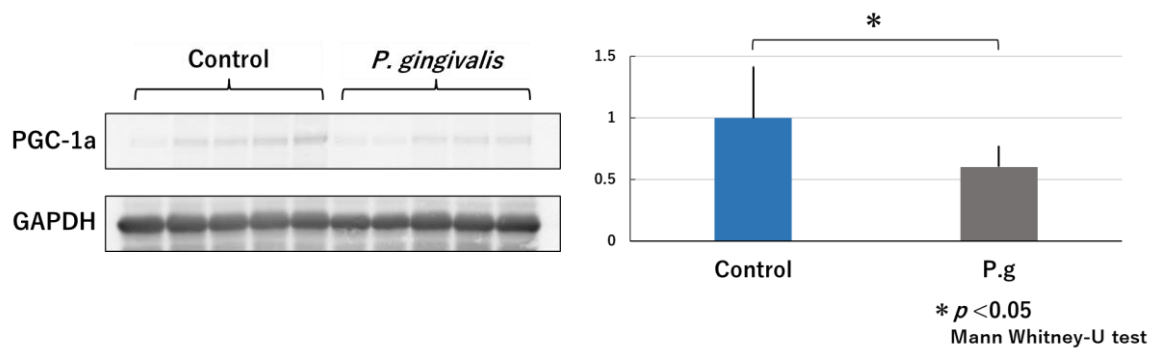 Control
P. gingivalis
PGC-1a
GAPDH
*
1.5
1
0.5
0
Control
P.g
* p <0.05
Mann Whitney-U test